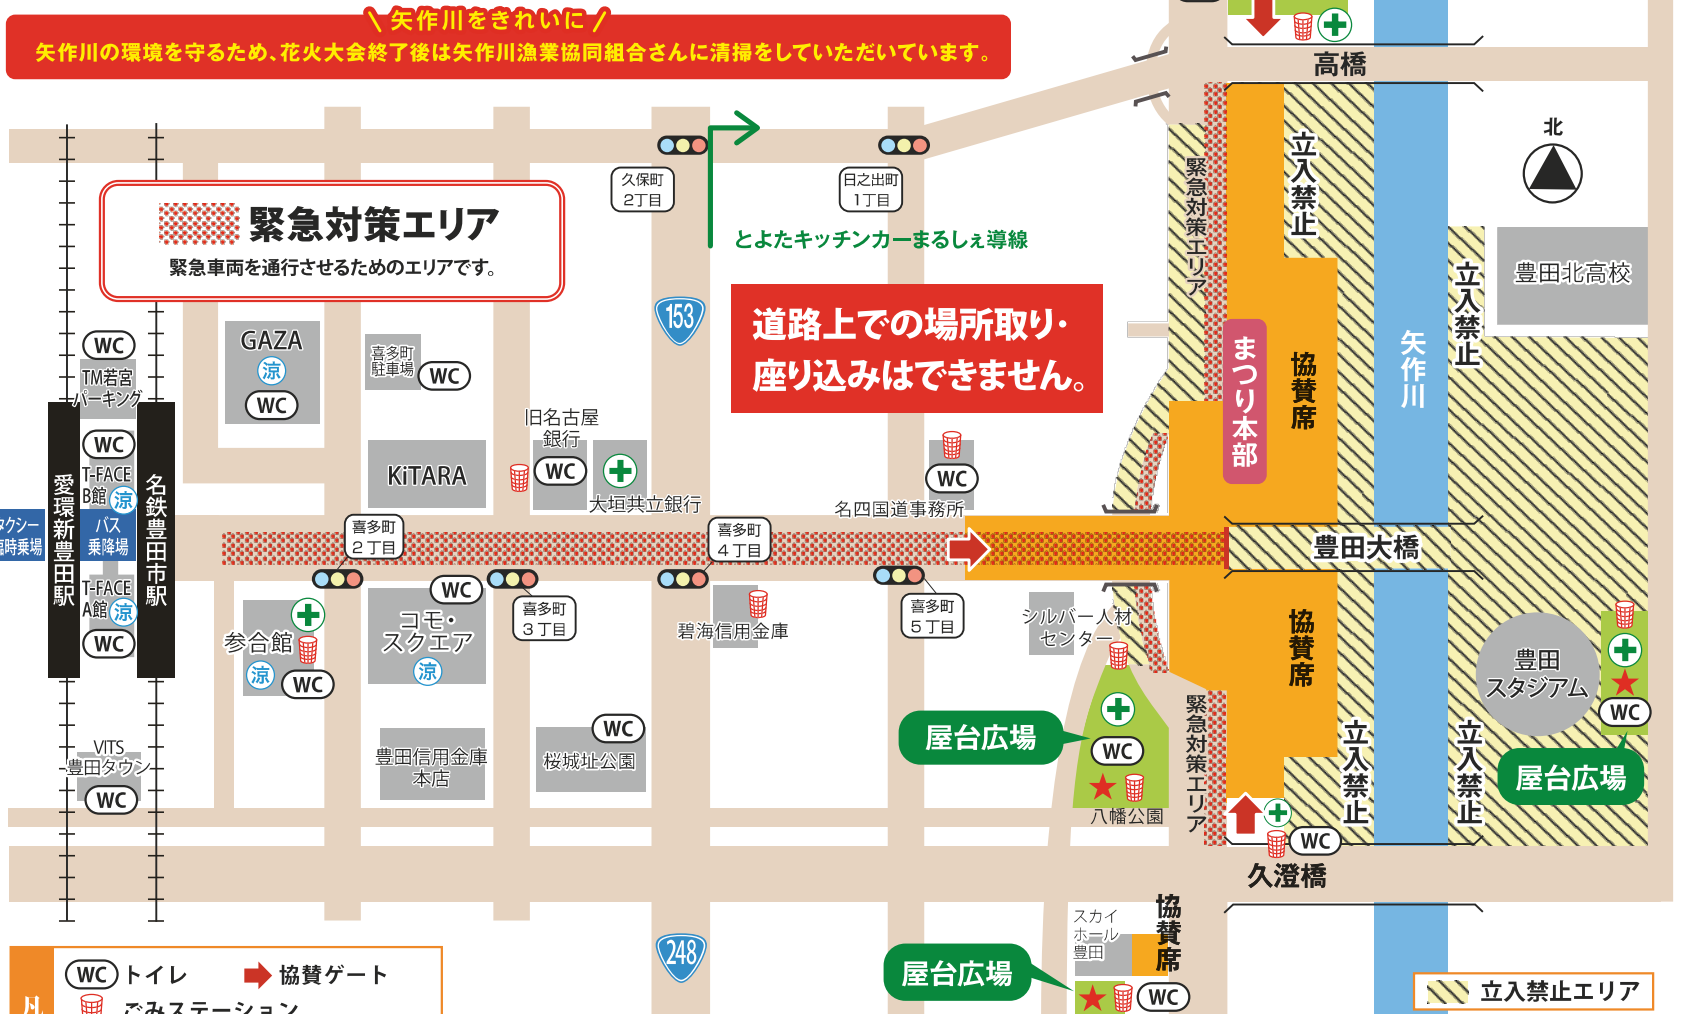 矢作川をきれいに
矢作川の環境を守るため、花火大会終了後は矢作川漁業協同組合さんに清掃をしていただいています。
高橋
北
久保町
2丁目
日之出町
1丁目
とよたキッチンカーまるしぇ導線
緊急対策エリア
緊急車両を通行させるためのエリアです。
緊急対策エリア
立入禁止
豊田北高校
立入禁止
153
道路上での場所取り・
座り込みはできません。
まつり本部
協賛席
矢作川
WC
TM若宮
パーキング
GAZA
涼
WC
喜多町
駐車場
WC
WC
T-FACE
B館
涼
バス
乗降場
T-FACE
A館
涼
WC
愛環新豊田駅
名鉄豊田市駅
タクシー
臨時乗場
KiTARA
旧名古屋
銀行
WC
大垣共立銀行
WC
名四国道事務所
喜多町
2丁目
喜多町
4丁目
豊田大橋
喜多町
3丁目
喜多町
5丁目
WC
コモ・
スクエア
涼
参合館
涼
WC
碧海信用金庫
シルバー人材
センター
協賛席
豊田
スタジアム
WC
屋台広場
VITS
豊田タウン
WC
豊田信用金庫
本店
WC
桜城址公園
屋台広場
WC
八幡公園
緊急対策エリア
立入禁止
立入禁止
WC
久澄橋
248
スカイ
ホール
豊田
協賛席
屋台広場
WC
WC トイレ
協賛ゲート
ごみステーション
立入禁止エリア